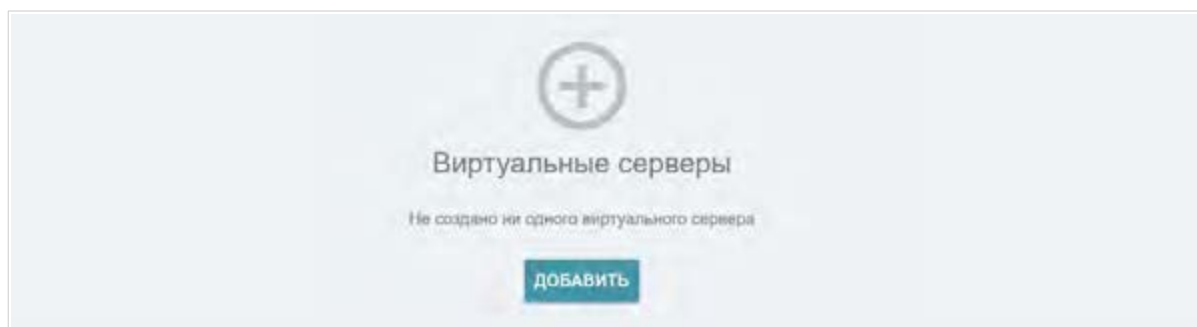 Виртуальные серверы
Не создано ни одного виртуального сервера
ДОБАВИТЬ